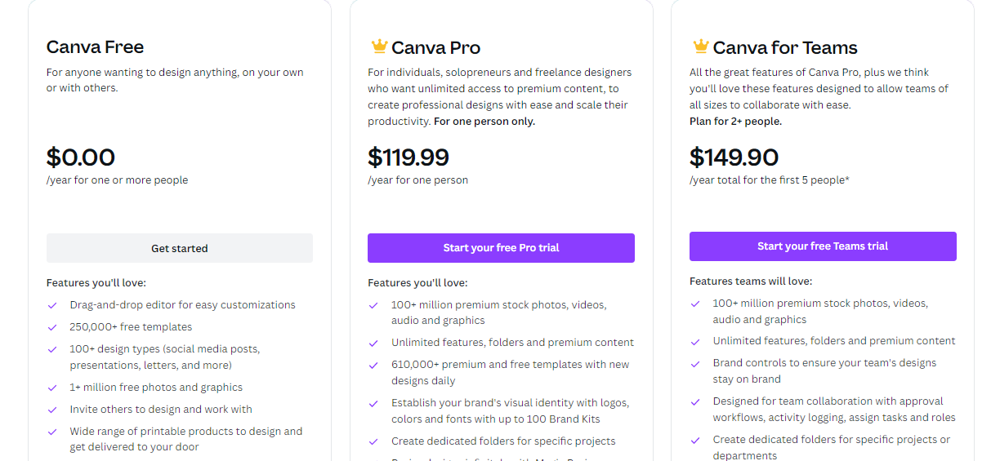 Canva Free
For anyone wanting to design anything, on your own
or with others.
$0.00
/year for one or more people
Get started
Features you'll love:
Drag-and-drop editor for easy customizations
250,000+ free templates
100+ design types (social media posts,
presentations, letters, and more)
1+ million free photos and graphics
Invite others to design and work with
Wide range of printable products to design and
get delivered to your door
Canva Pro
For individuals, solopreneurs and freelance designers
who want unlimited access to premium content, to
create professional designs with ease and scale their
productivity. For one person only.
$119.99
/year for one person
Start your free Pro trial
Features you'll love:
100+ million premium stock photos, videos,
audio and graphics
Unlimited features, folders and premium content
610,000+ premium and free templates with new
designs daily
Establish your brand's visual identity with logos,
colors and fonts with up to 100 Brand Kits
Create dedicated folders for specific projects
Canva for Teams
All the great features of Canva Pro, plus we think
you'll love these features designed to allow teams of
all sizes to collaborate with ease.
Plan for 2+ people.
$149.90
/year total for the first 5 people*
Start your free Teams trial
Features teams will love:
100+ million premium stock photos, videos,
audio and graphics
Unlimited features, folders and premium content
Brand controls to ensure your team's designs
stay on brand
Designed for team collaboration with approval
workflows, activity logging, assign tasks and roles
Create dedicated folders for specific projects or
departments